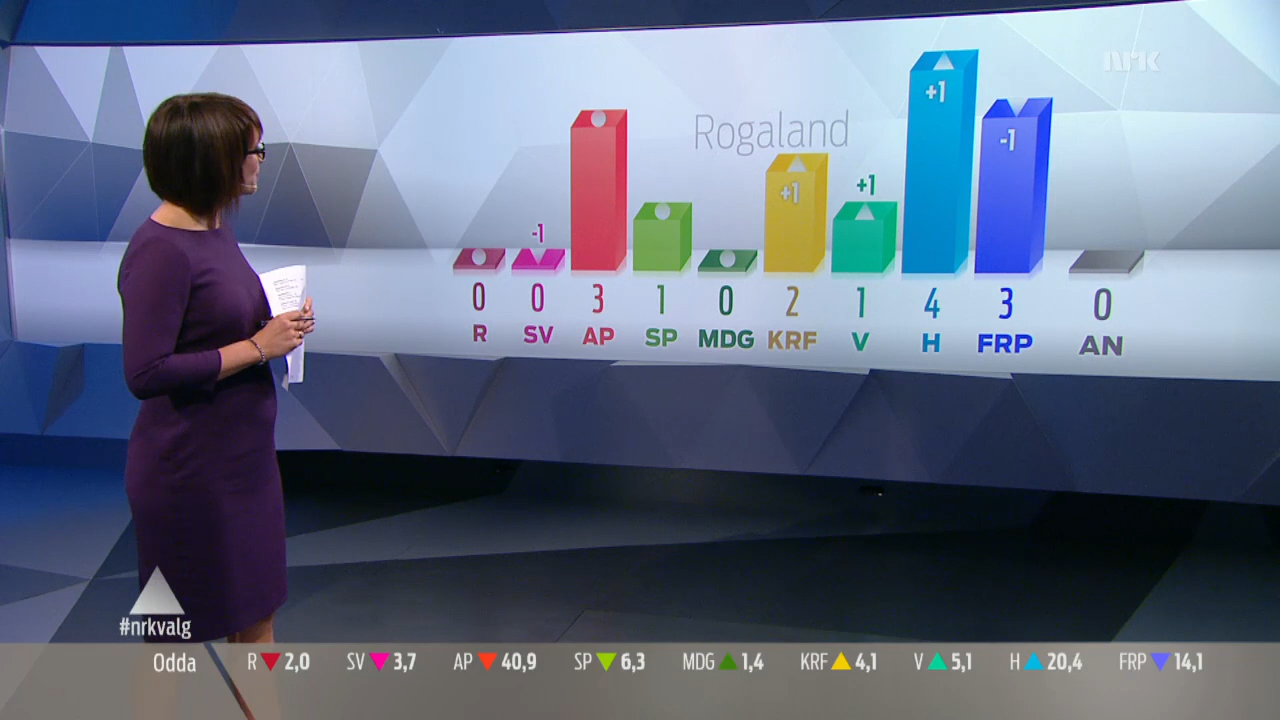 NRK
Rogaland
-1 +1 +1 +1 -1
0 0 3 1 0 2 1 4 3 0
R SV AP SP MDG KRF V H FRP AN
#nrkvalg
Odda R 2,0 SV 3,7 AP 40,9 SP 6,3 MDG 1,4 KRF 4,1 V 5,1 H 20,4 FRP 14,1